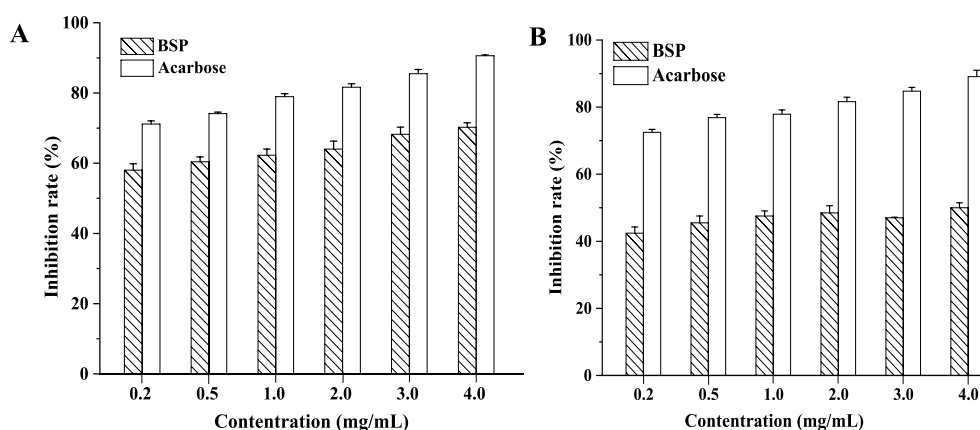 A
BSP
Acarbose
Inhibition rate (%)
100
80
60
40
20
0
0.2 0.5 1.0 2.0 3.0 4.0
Contentration (mg/mL)
B
BSP
Acarbose
Inhibition rate (%)
100
80
60
40
20
0
0.2 0.5 1.0 2.0 3.0 4.0
Contentration (mg/mL)